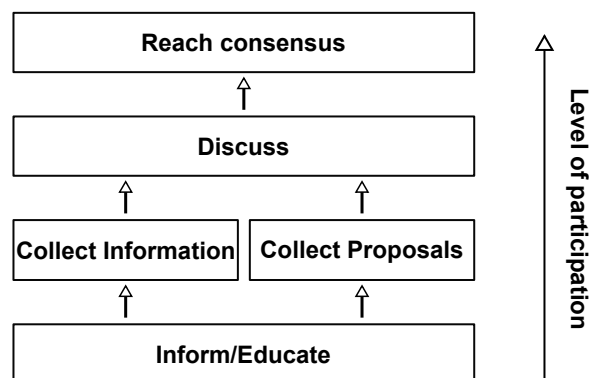 Reach consensus
Discuss
Collect Information
Collect Proposals
Inform/Educate
Level of participation